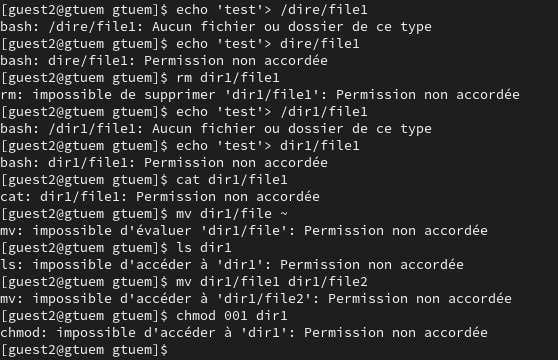 [guest2@gtuem gtuem]$ echo 'test'> /dire/file1
bash: /dire/file1: Aucun fichier ou dossier de ce type
[guest2@gtuem gtuem]$ echo 'test'> dire/file1
bash: dire/file1: Permission non accordée
[guest2@gtuem gtuem]$ rm dir1/file1
rm: impossible de supprimer 'dir1/file1': Permission non accordée
[guest2@gtuem gtuem]$ echo 'test'> /dir1/file1
bash: /dir1/file1: Aucun fichier ou dossier de ce type
[guest2@gtuem gtuem]$ echo 'test'> dir1/file1
bash: dir1/file1: Permission non accordée
[guest2@gtuem gtuem]$ cat dir1/file1
cat: dir1/file1: Permission non accordée
[guest2@gtuem gtuem]$ mv dir1/file ~
mv: impossible d'évaluer 'dir1/file': Permission non accordée
[guest2@gtuem gtuem]$ ls dir1
ls: impossible d'accéder à 'dir1': Permission non accordée
[guest2@gtuem gtuem]$ mv dir1/file1 dir1/file2
mv: impossible d'accéder à 'dir1/file2': Permission non accordée
[guest2@gtuem gtuem]$ chmod 001 dir1
chmod: impossible d'accéder à 'dir1': Permission non accordée
[guest2@gtuem gtuem]$